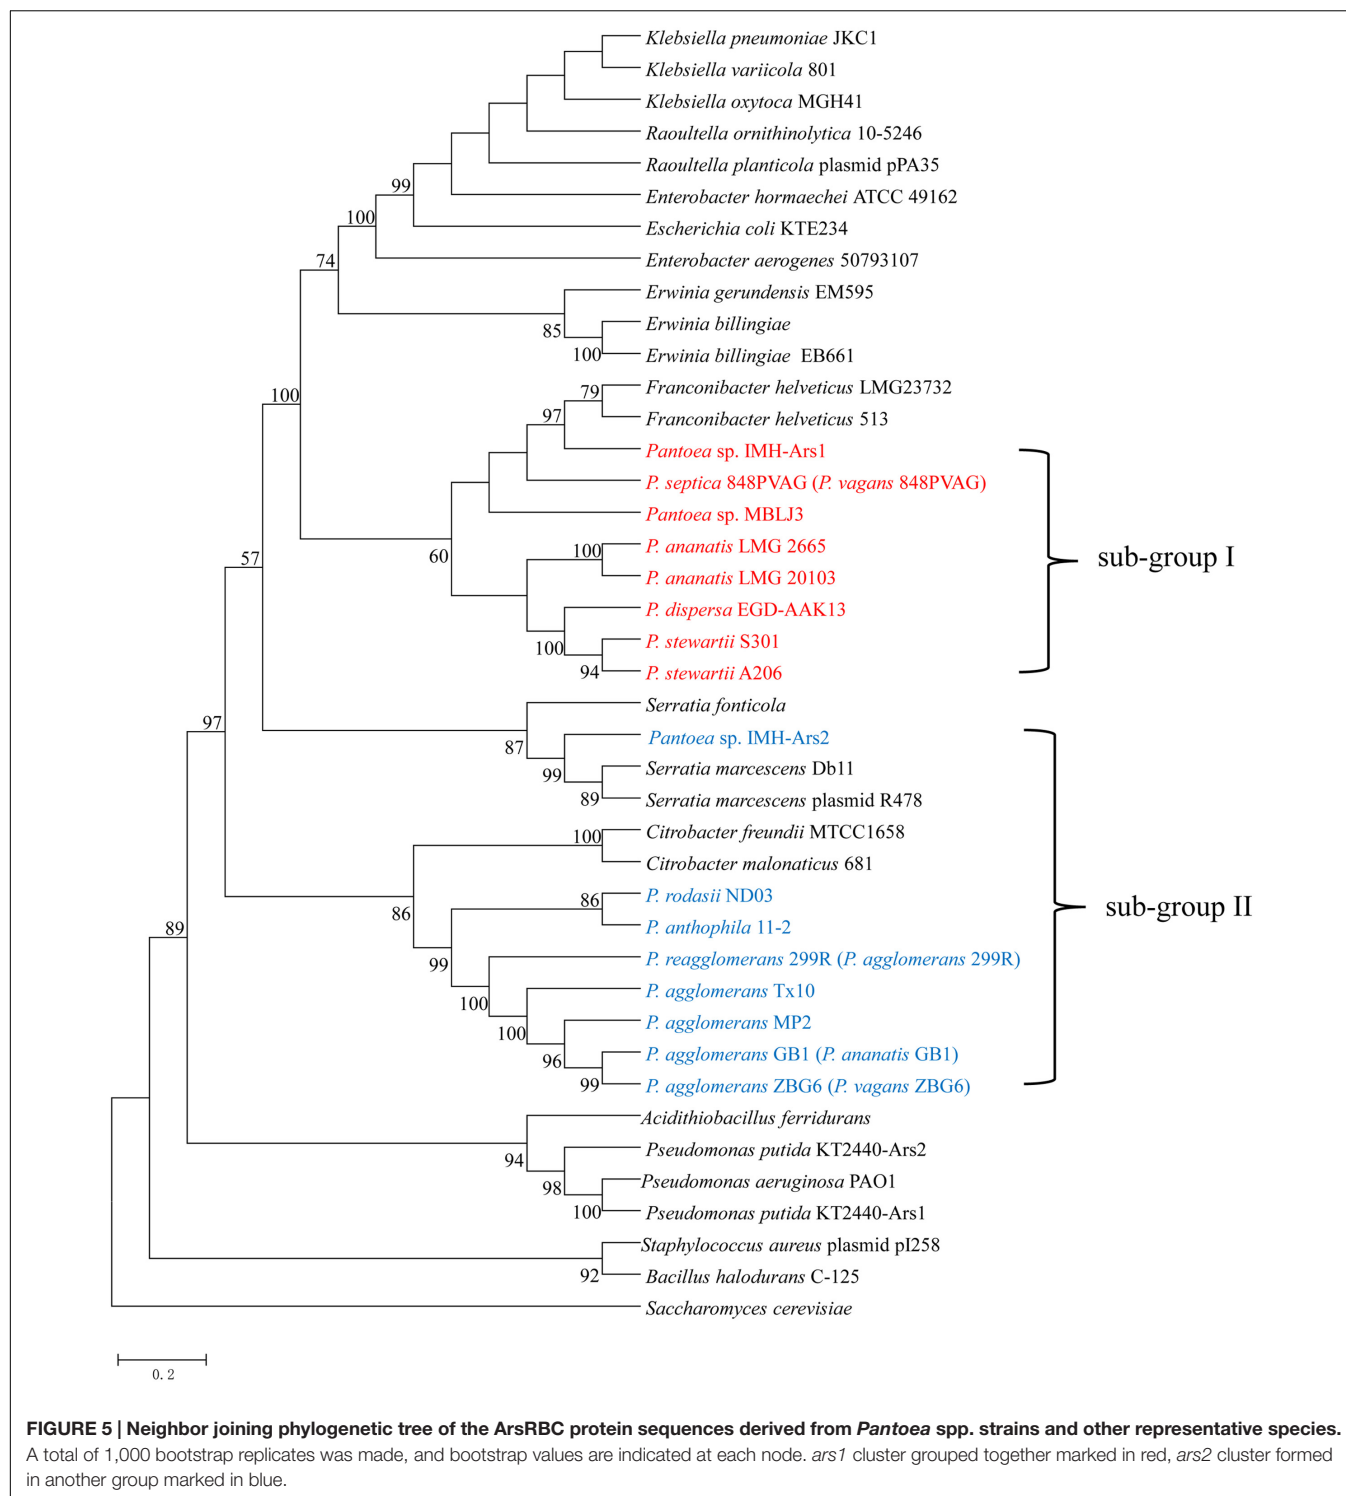 Klebsiella pneumoniae JKC1
Klebsiella variicola 801
Klebsiella oxytoca MGH41
Raoultella ornithinolytica 10-5246
Raoultella planticola plasmid pPA35
99
Enterobacter hormaechei ATCC 49162
100
Escherichia coli KTE234
74
Enterobacter aerogenes 50793107
Erwinia gerundensis EM595
85
Erwinia billingiae
100
Erwinia billingiae EB661
100
79
Franconibacter helveticus LMG23732
97
Franconibacter helveticus 513
Pantoea sp. IMH-Ars1
P. septica 848PVAG (P. vagans 848PVAG)
Pantoea sp. MBLJ3
57
60
100
P. ananatis LMG 2665
sub-group I
P. ananatis LMG 20103
P. dispersa EGD-AAK13
100
P. stewartii S301
94
P. stewartii A206
Serratia fonticola
97
87
Pantoea sp. IMH-Ars2
99
Serratia marcescens Db11
89
Serratia marcescens plasmid R478
100
Citrobacter freundii MTCC1658
Citrobacter malonaticus 681
86
86
P. rodasii ND03
sub-group II
P. anthophila 11-2
89
99
P. reagglomerans 299R (P. agglomerans 299R)
100
P. agglomerans Tx10
100
P. agglomerans MP2
96
P. agglomerans GB1 (P. ananatis GB1)
99
P. agglomerans ZBG6 (P. vagans ZBG6)
Acidithiobacillus ferridurans
94
Pseudomonas putida KT2440-Ars2
98
Pseudomonas aeruginosa PAO1
100
Pseudomonas putida KT2440-Ars1
Staphylococcus aureus plasmid pI258
92
Bacillus halodurans C-125
Saccharomyces cerevisiae
0.2
FIGURE 5 | Neighbor joining phylogenetic tree of the ArsRBC protein sequences derived from Pantoea spp. strains and other representative species.
A total of 1,000 bootstrap replicates was made, and bootstrap values are indicated at each node. ars1 cluster grouped together marked in red, ars2 cluster formed
in another group marked in blue.